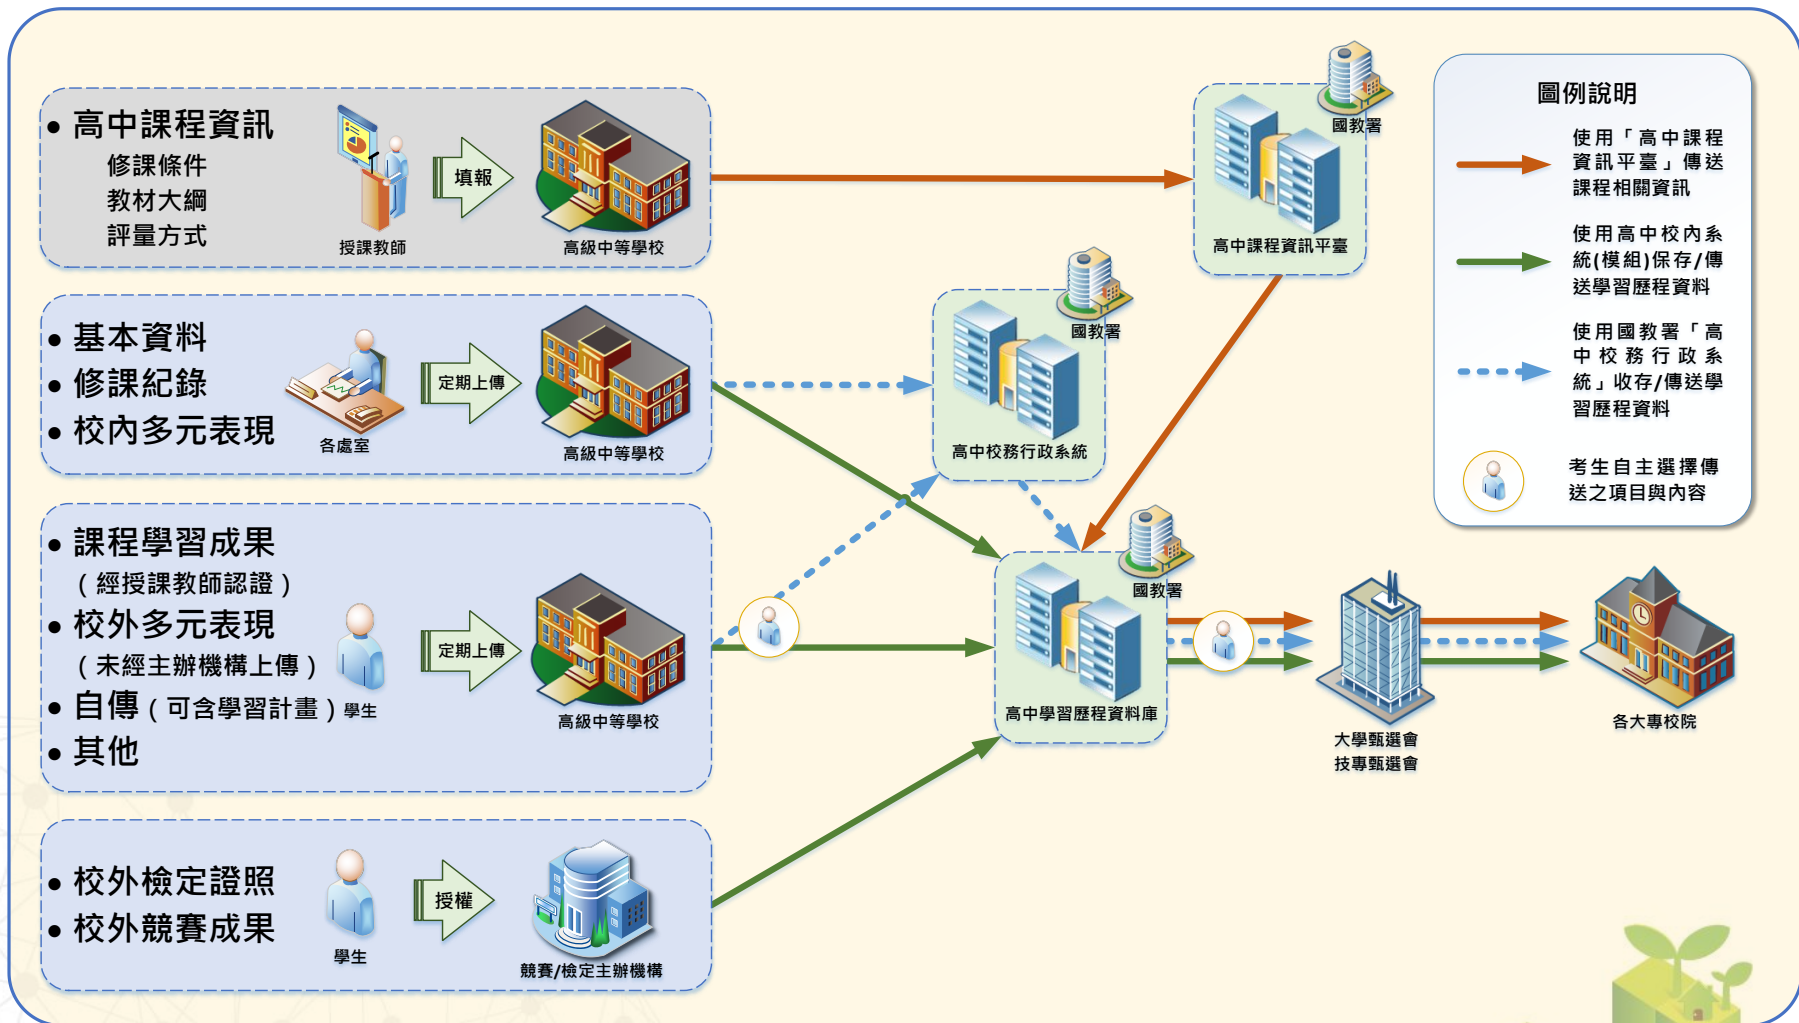 • 高中課程資訊
修課條件
教材大綱
評量方式
授課教師
填報
高級中等學校
國教署
高中課程資訊平臺
• 基本資料
• 修課紀錄
• 校內多元表現
各處室
定期上傳
高級中等學校
國教署
高中校務行政系統
• 課程學習成果
（經授課教師認證）
• 校外多元表現
（未經主辦機構上傳）
• 自傳（可含學習計畫）
• 其他
學生
定期上傳
高級中等學校
國教署
高中學習歷程資料庫
大學甄選會
技專甄選會
各大專校院
• 校外檢定證照
• 校外競賽成果
學生
授權
競賽/檢定主辦機構
圖例說明
使用「高中課程
資訊平臺」傳送
課程相關資訊
使用高中校內系
統(模組)保存/傳
送學習歷程資料
使用國教署「高
中校務行政系
統」收存/傳送學
習歷程資料
考生自主選擇傳
送之項目與內容